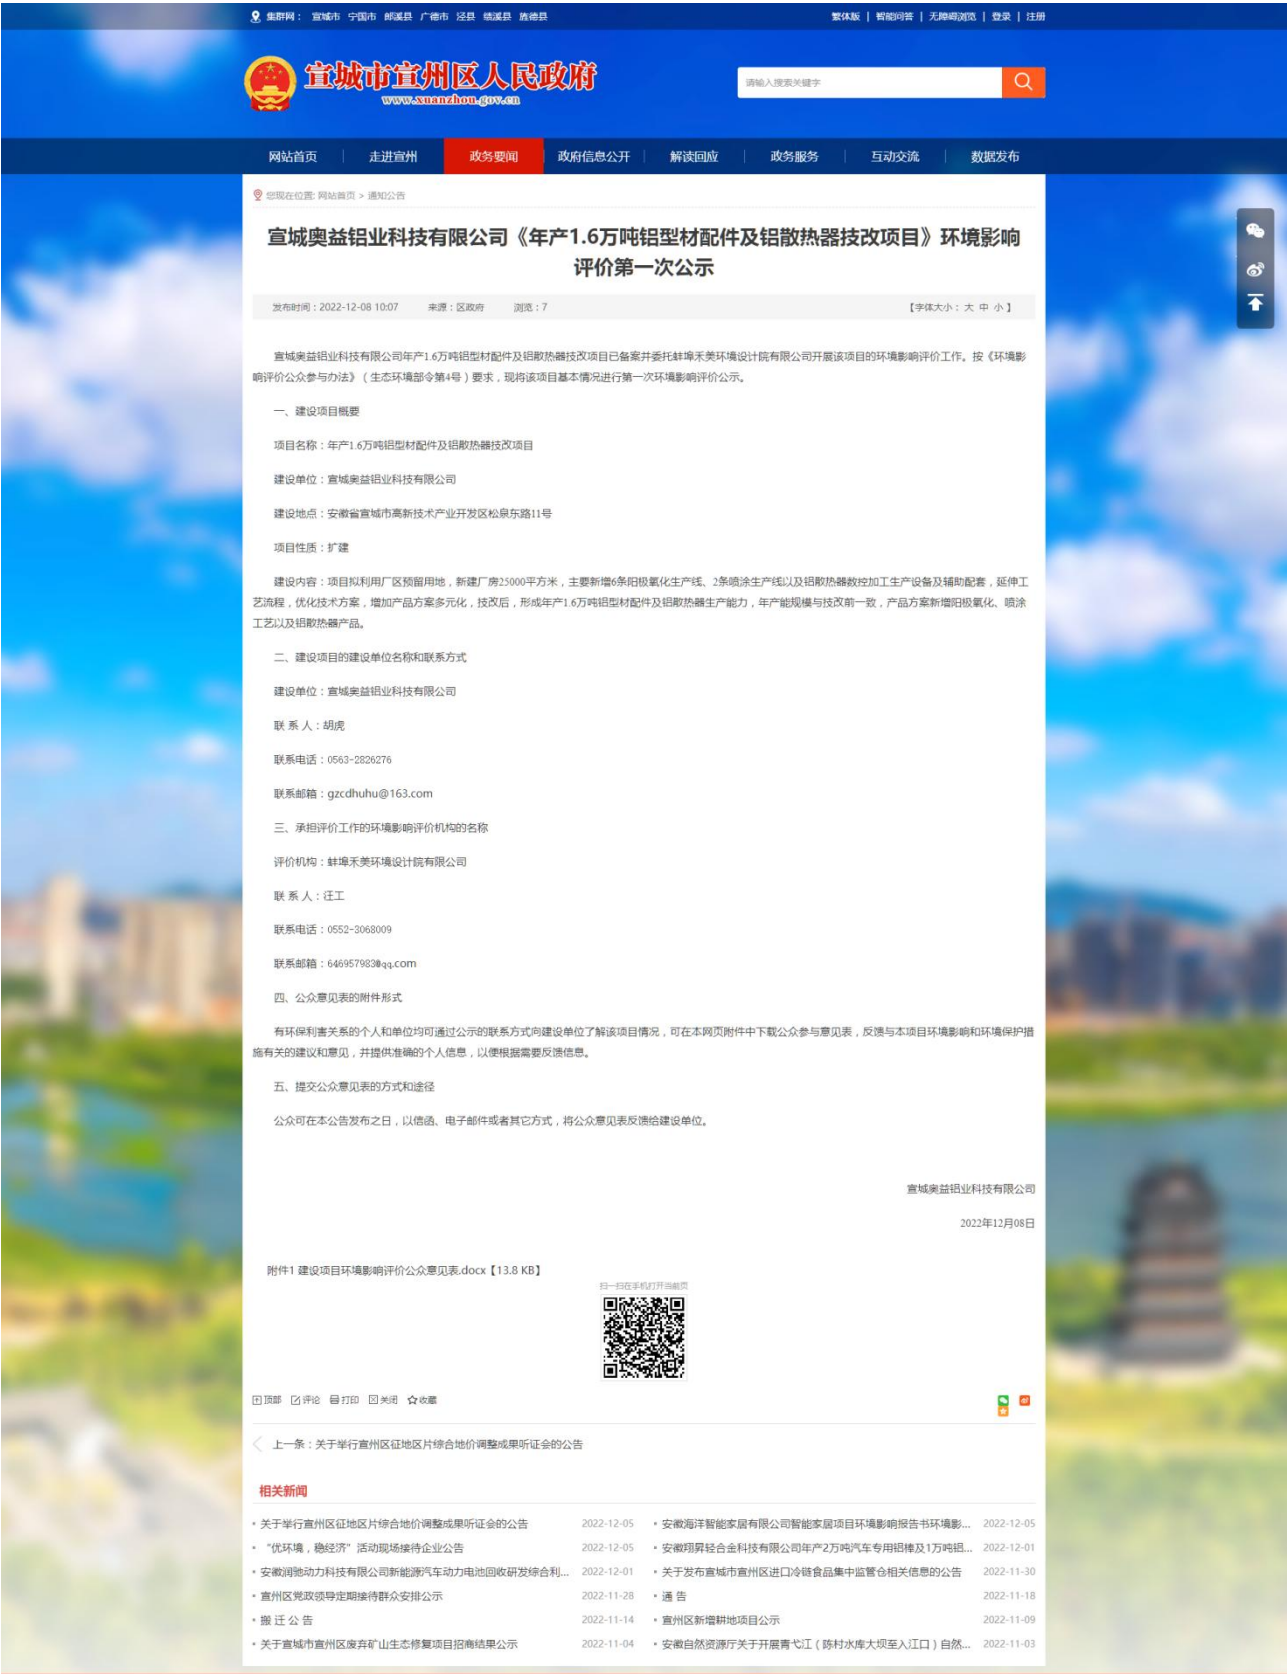 集群网： 宣城市 宁国市 郎溪县 广德市 泾县 绩溪县 旌德县
繁体版 | 智能问答 | 无障碍浏览 | 登录 | 注册
宣城市宣州区人民政府
www.xuanzhou.gov.cn
请输入搜索关键字
网站首页 走进宣州 政务要闻 政府信息公开 解读回应 政务服务 互动交流 数据发布
您现在位置: 网站首页 > 通知公告
宣城奥益铝业科技有限公司《年产1.6万吨铝型材配件及铝散热器技改项目》环境影响
评价第一次公示
发布时间：2022-12-08 10:07 来源：区政府 浏览：7 【字体大小：大 中 小】
宣城奥益铝业科技有限公司年产1.6万吨铝型材配件及铝散热器技改项目已备案并委托蚌埠禾美环境设计院有限公司开展该项目的环境影响评价工作。按《环境影
响评价公众参与办法》（生态环境部令第4号）要求，现将该项目基本情况进行第一次环境影响评价公示。
一、建设项目概要
项目名称：年产1.6万吨铝型材配件及铝散热器技改项目
建设单位：宣城奥益铝业科技有限公司
建设地点：安徽省宣城市高新技术产业开发区松泉东路11号
项目性质：扩建
建设内容：项目拟利用厂区预留用地，新建厂房25000平方米，主要新增6条阳极氧化生产线、2条喷涂生产线以及铝散热器数控加工生产设备及辅助配套，延伸工
艺流程，优化技术方案，增加产品方案多元化，技改后，形成年产1.6万吨铝型材配件及铝散热器生产能力，年产能规模与技改前一致，产品方案新增阳极氧化、喷涂
工艺以及铝散热器产品。
二、建设项目的建设单位名称和联系方式
建设单位：宣城奥益铝业科技有限公司
联 系 人：胡虎
联系电话：0563-2826276
联系邮箱：gzcdhuhu@163.com
三、承担评价工作的环境影响评价机构的名称
评价机构：蚌埠禾美环境设计院有限公司
联 系 人：汪工
联系电话：0552-3068009
联系邮箱：646957983@qq.com
四、公众意见表的附件形式
有环保利害关系的个人和单位均可通过公示的联系方式向建设单位了解该项目情况，可在本网页附件中下载公众参与意见表，反馈与本项目环境影响和环境保护措
施有关的建议和意见，并提供准确的个人信息，以便根据需要反馈信息。
五、提交公众意见表的方式和途径
公众可在本公告发布之日，以信函、电子邮件或者其它方式，将公众意见表反馈给建设单位。
宣城奥益铝业科技有限公司
2022年12月08日
附件1 建设项目环境影响评价公众意见表.docx【13.8 KB】
扫一扫在手机打开当前页
顶部 评论 打印 关闭 收藏
上一条：关于举行宣州区征地区片综合地价调整成果听证会的公告
相关新闻
关于举行宣州区征地区片综合地价调整成果听证会的公告 2022-12-05
安徽海洋智能家居有限公司智能家居项目环境影响报告书环境影... 2022-12-05
“优环境，稳经济”活动现场接待企业公告 2022-12-05
安徽翔昇轻合金科技有限公司年产2万吨汽车专用铝棒及1万吨铝... 2022-12-01
安徽润驰动力科技有限公司新能源汽车动力电池回收研发综合利... 2022-12-01
关于发布宣城市宣州区进口冷链食品集中监管仓相关信息的公告 2022-11-30
宣州区党政领导定期接待群众安排公示 2022-11-28
通 告 2022-11-18
搬 迁 公 告 2022-11-14
宣州区新增耕地项目公示 2022-11-09
关于宣城市宣州区废弃矿山生态修复项目招商结果公示 2022-11-04
安徽自然资源厅关于开展青弋江（陈村水库大坝至入江口）自然... 2022-11-03